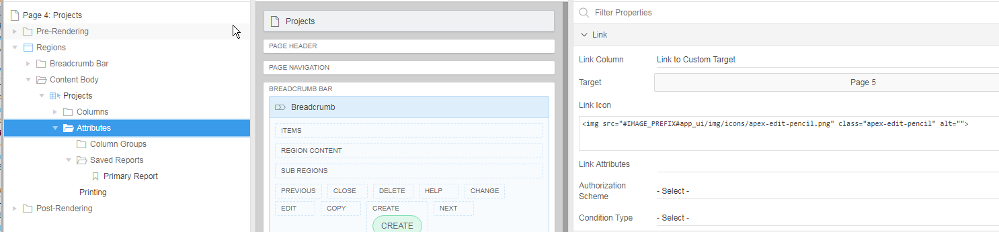 Page 4: Projects
Pre-Rendering
Regions
Breadcrumb Bar
Content Body
Projects
Columns
Attributes
Column Groups
Saved Reports
Primary Report
Printing
Post-Rendering
Projects
PAGE HEADER
PAGE NAVIGATION
BREADCRUMB BAR
Breadcrumb
ITEMS
REGION CONTENT
SUB REGIONS
PREVIOUS CLOSE DELETE HELP CHANGE
EDIT COPY CREATE NEXT
CREATE
Filter Properties
Link
Link Column Link to Custom Target
Target Page 5
Link Icon
<img src="#IMAGE_PREFIX#app_ui/img/icons/apex-edit-pencil.png" class="apex-edit-pencil" alt="">
Link Attributes
Authorization
Scheme - Select -
Condition Type - Select -